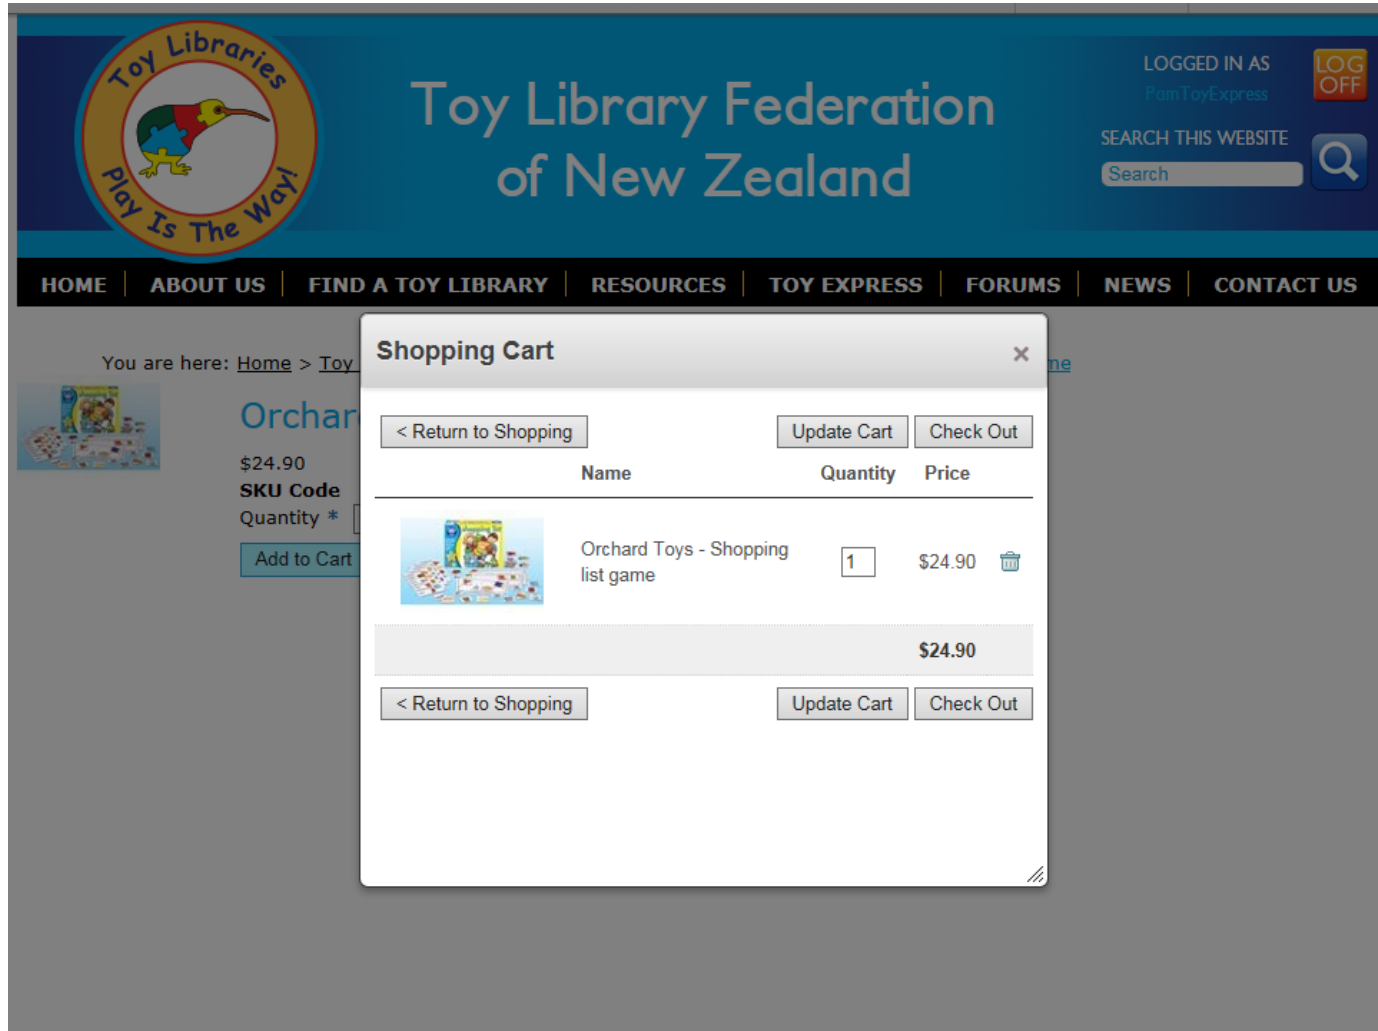 Toy Libraries
Play Is The Way!
Toy Library Federation
of New Zealand
LOGGED IN AS
PamToyExpress
LOG
OFF
SEARCH THIS WEBSITE
Search
HOME ABOUT US FIND A TOY LIBRARY RESOURCES TOY EXPRESS FORUMS NEWS CONTACT US
You are here: Home > Toy
Orchar
$24.90
SKU Code
Quantity *
Add to Cart
Shopping Cart ×
< Return to Shopping Update Cart Check Out
Name Quantity Price
Orchard Toys - Shopping
list game
1 $24.90
$24.90
< Return to Shopping Update Cart Check Out